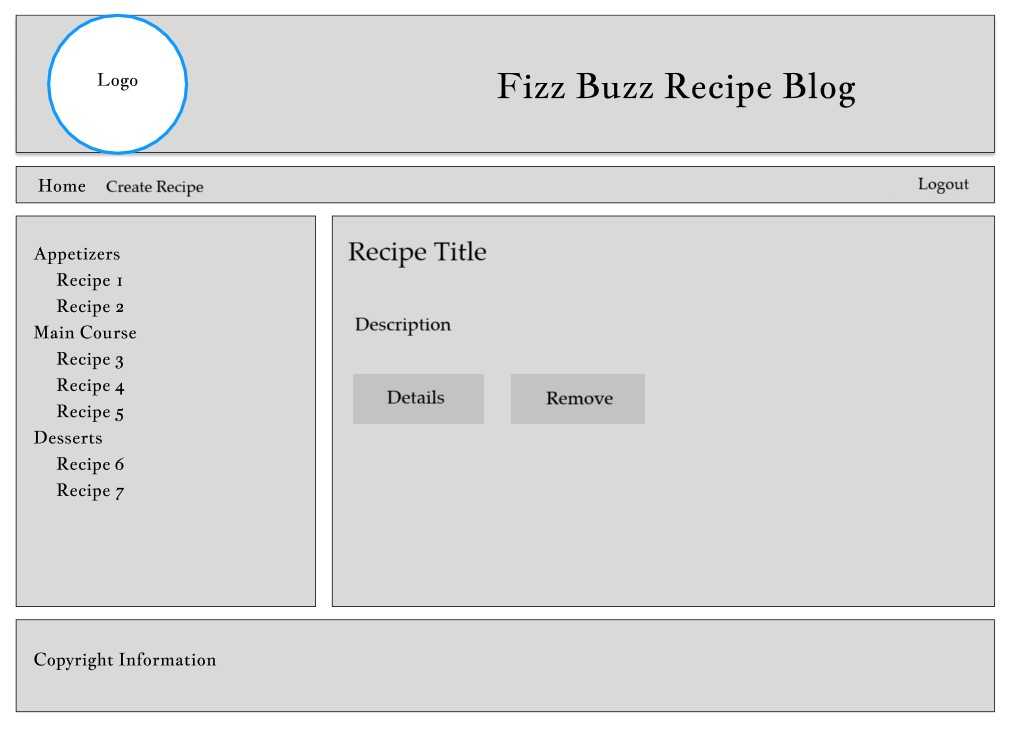 Logo
Fizz Buzz Recipe Blog
Home
Create Recipe
Logout
Appetizers
Recipe 1
Recipe 2
Main Course
Recipe 3
Recipe 4
Recipe 5
Desserts
Recipe 6
Recipe 7
Recipe Title
Description
Details
Remove
Copyright Information